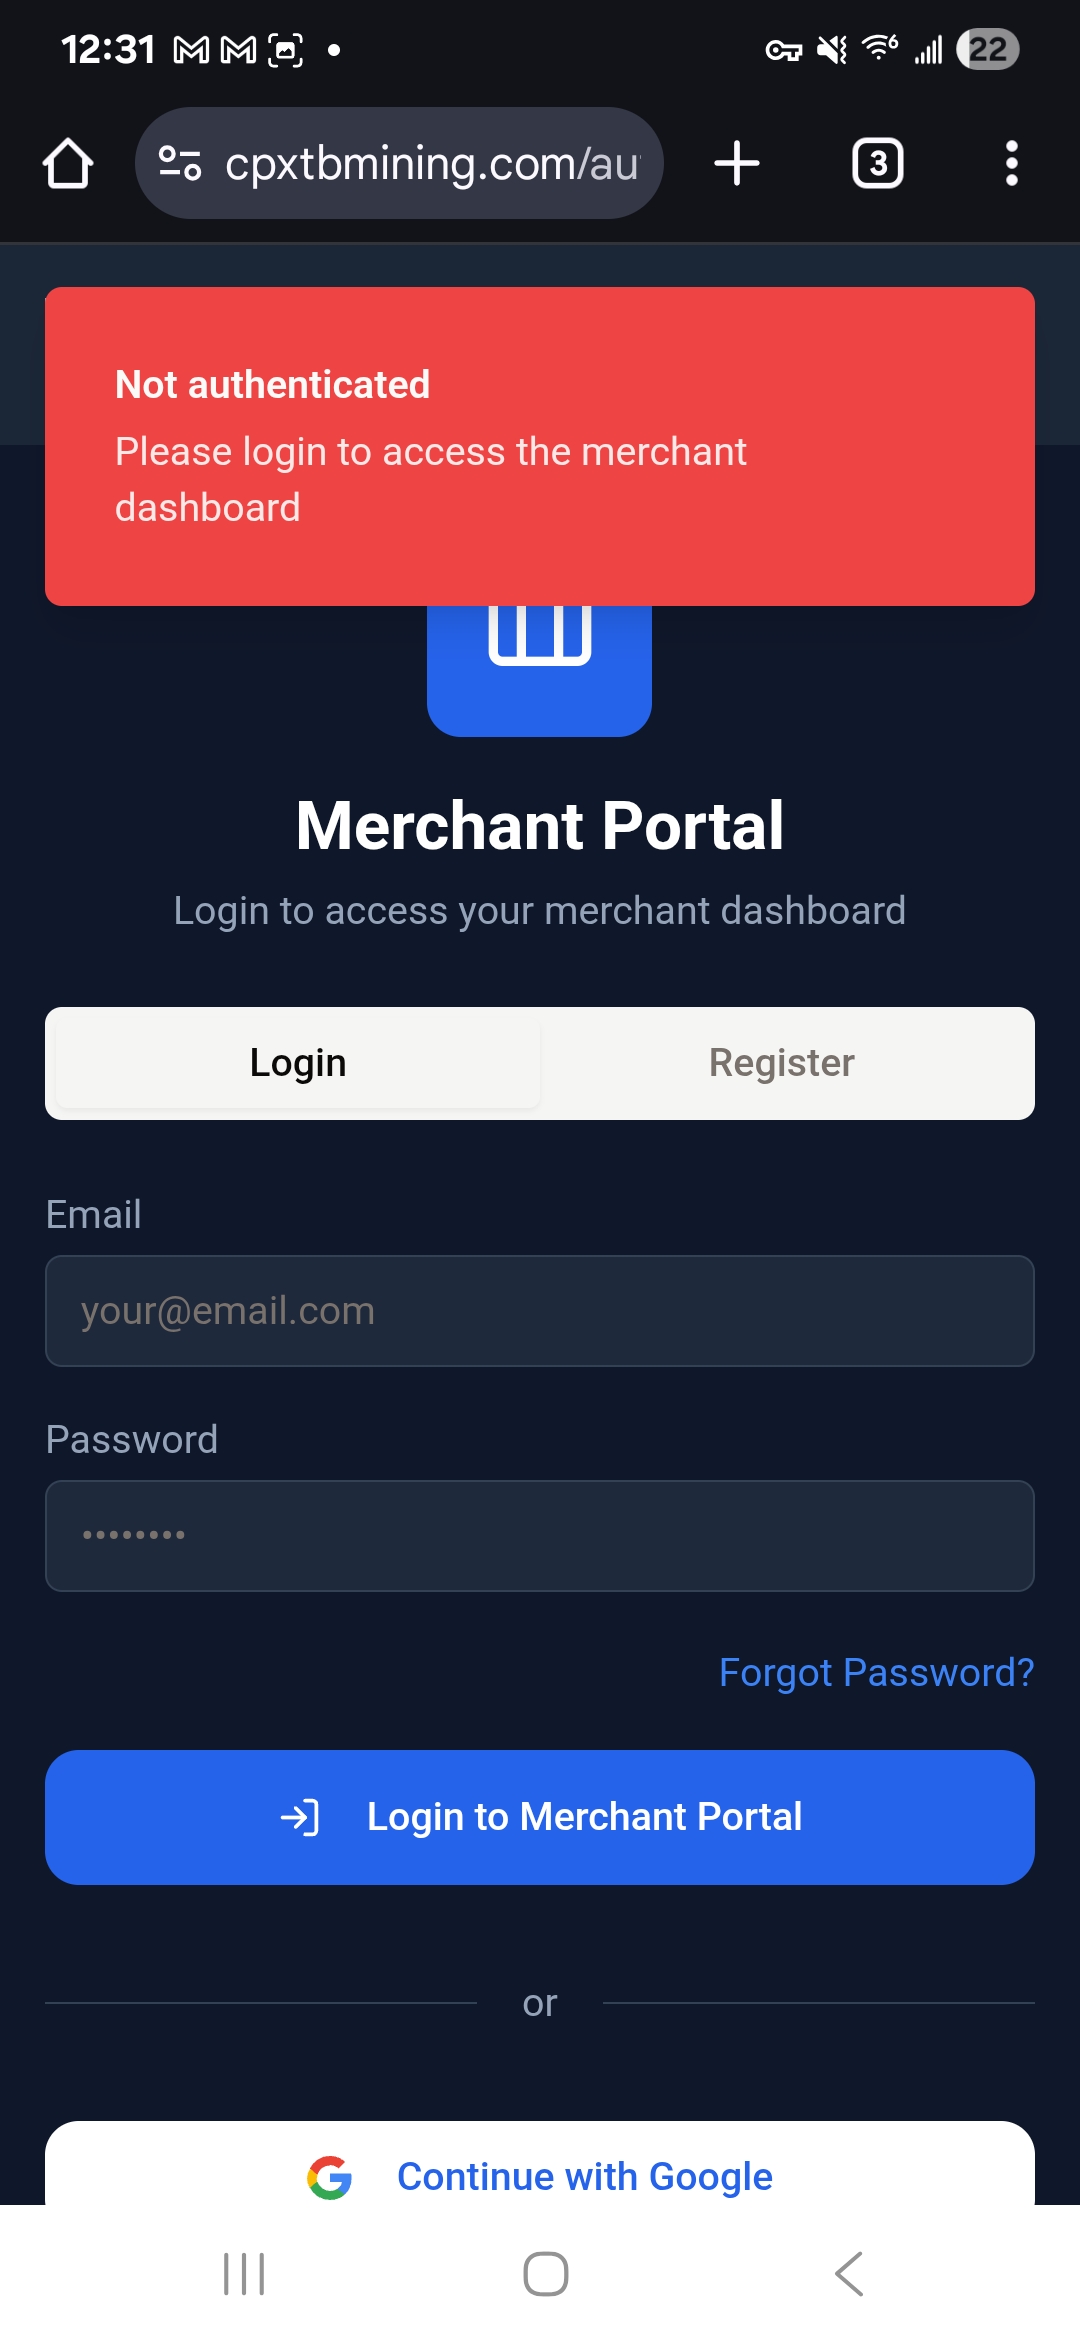 12:31
22
cpxtbmining.com/au
3
Not authenticated
Please login to access the merchant
dashboard
Merchant Portal
Login to access your merchant dashboard
Login
Register
Email
your@email.com
Password
••••••••
Forgot Password?
Login to Merchant Portal
or
Continue with Google